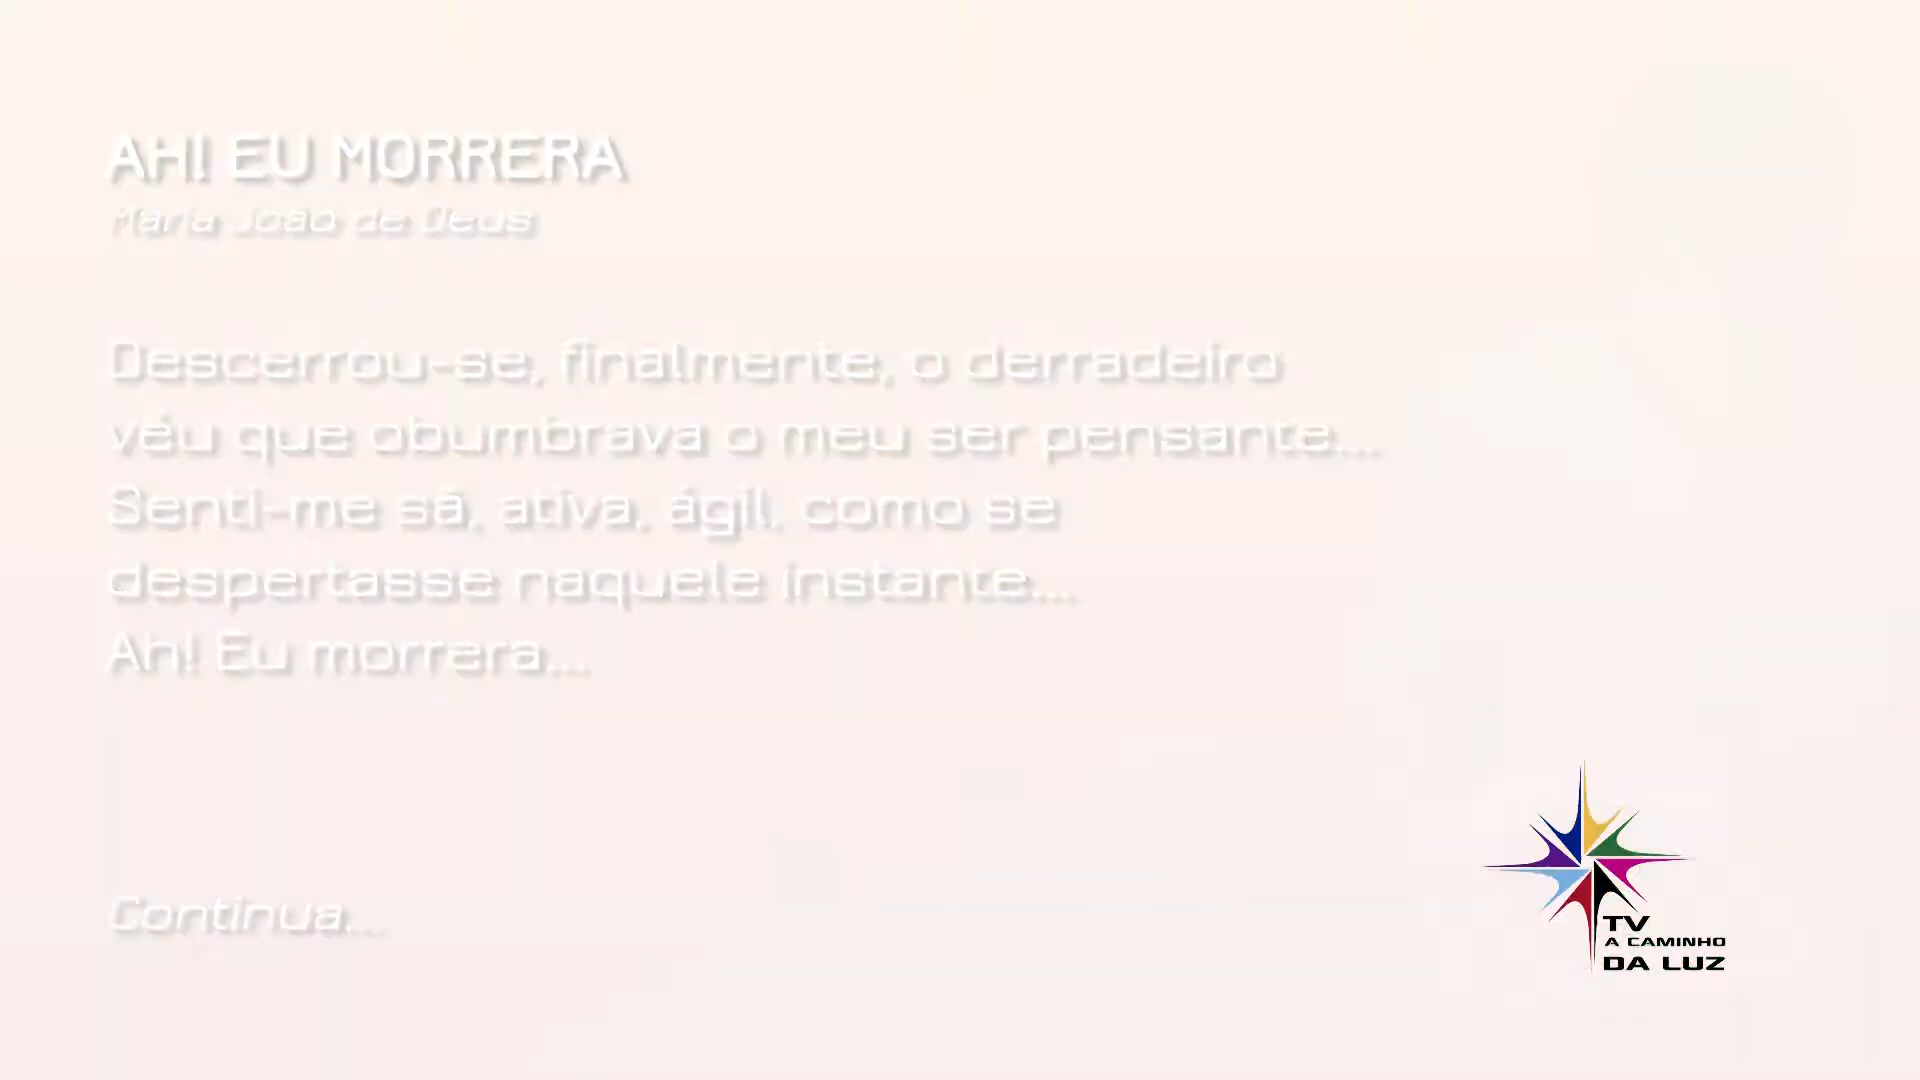 AH! EU MORRERA
Maria João de Deus
Descerrou-se, finalmente, o derradeiro
véu que obumbrava o meu ser pensante...
Senti-me sã, ativa, ágil, como se
despertasse naquele instante...
Ah! Eu morrera...
Continua...
TV
A CAMINHO
DA LUZ